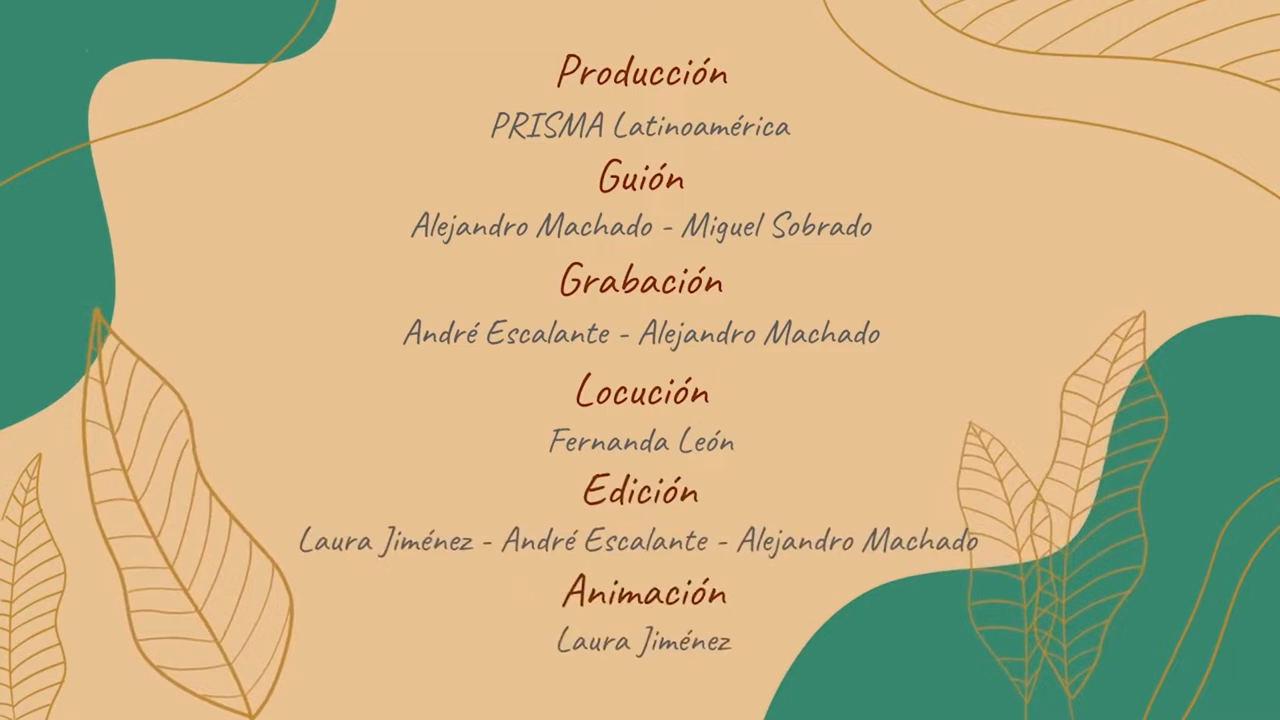 Producción
PRISMA Latinoamérica
Guión
Alejandro Machado - Miguel Sobrado
Grabación
André Escalante - Alejandro Machado
Locución
Fernanda León
Edición
Laura Jiménez - André Escalante - Alejandro Machado
Animación
Laura Jiménez